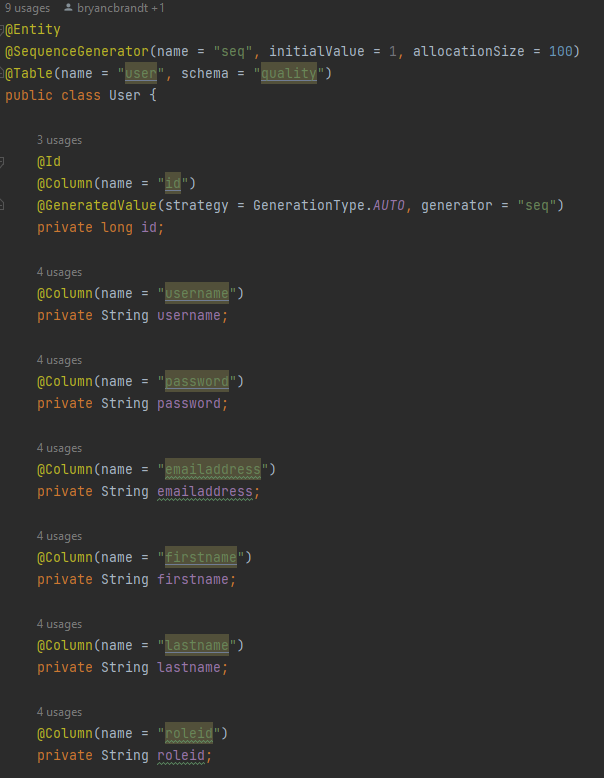 9 usages bryancbrandt +1
@Entity
@SequenceGenerator(name = "seq", initialValue = 1, allocationSize = 100)
@Table(name = "user", schema = "quality")
public class User {
3 usages
@Id
@Column(name = "id")
@GeneratedValue(strategy = GenerationType.AUTO, generator = "seq")
private long id;
4 usages
@Column(name = "username")
private String username;
4 usages
@Column(name = "password")
private String password;
4 usages
@Column(name = "emailaddress")
private String emailaddress;
4 usages
@Column(name = "firstname")
private String firstname;
4 usages
@Column(name = "lastname")
private String lastname;
4 usages
@Column(name = "roleid")
private String roleid;